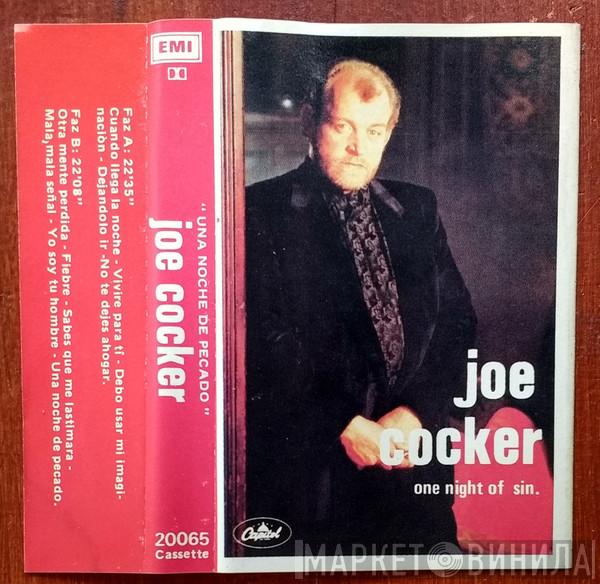 Faz A: 22'35"
Cuando llega la noche - Vivire para tí - Debo usar mi imagi-
naciòn - Dejandolo ir -No te dejes ahogar.
Faz B: 22'08"
Otra mente perdida - Fiebre - Sabes que me lastimara -
Mala, mala señal - Yo soy tu hombre - Una noche de pecado.
EMI
"UNA NOCHE DE PECADO"
joe cocker
20065
Cassette
joe
cocker
one night of sin.
Capitol
МАРКЕТ ВИНИЛА